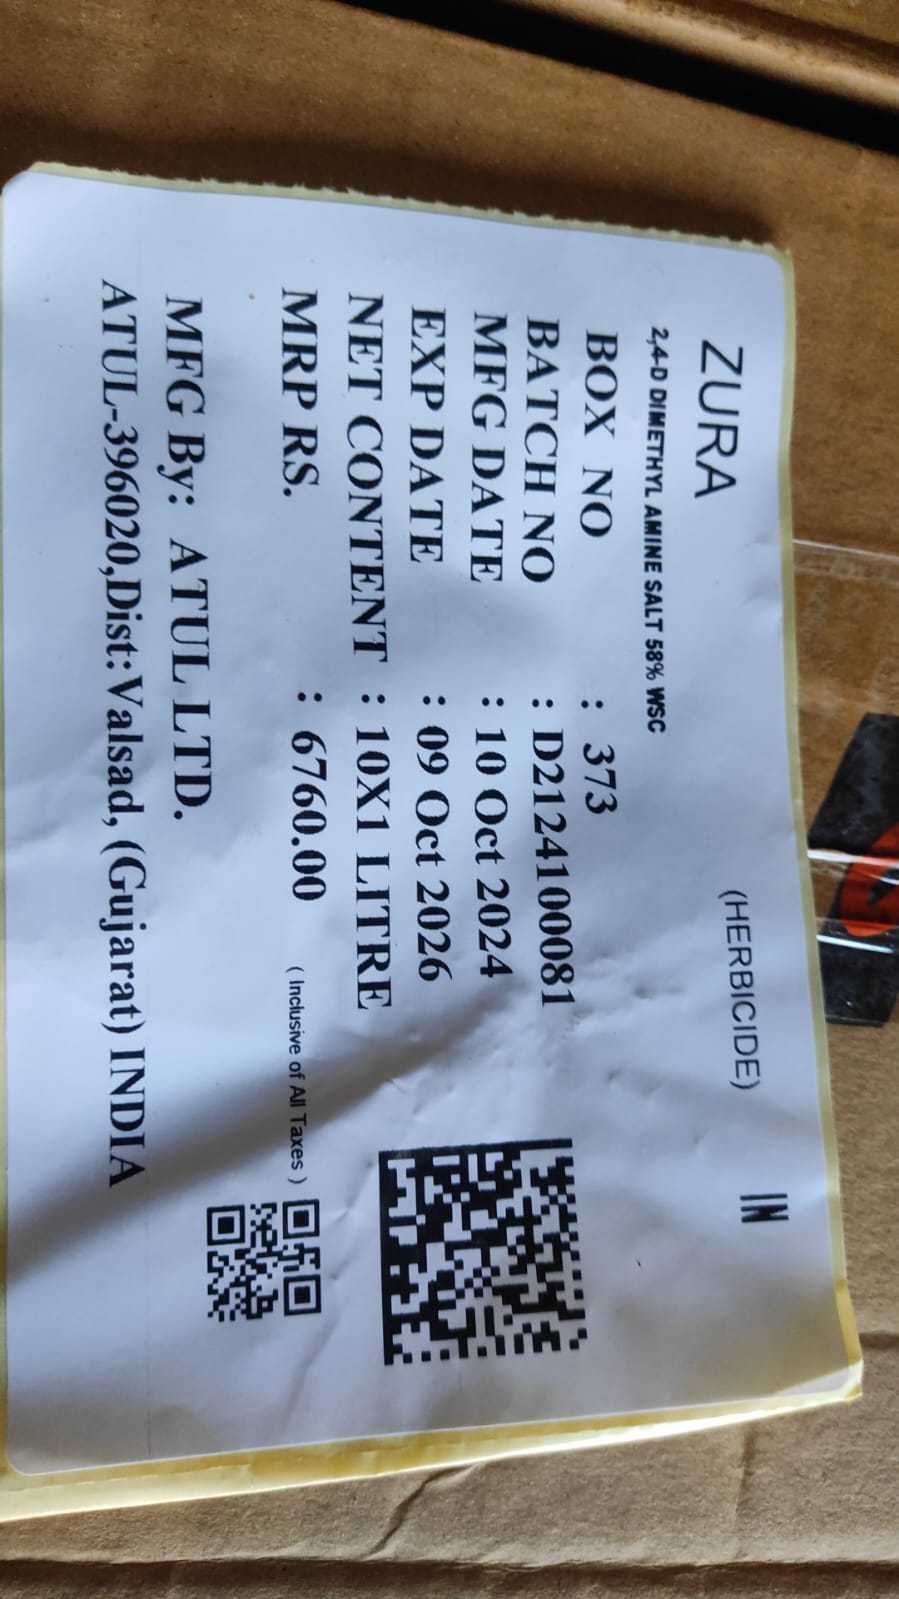 ZURA (HERBICIDE) IN
2,4-D DIMETHYL AMINE SALT 58% WSC
BOX NO : 373
BATCH NO : D2124100081
MFG DATE : 10 Oct 2024
EXP DATE : 09 Oct 2026
NET CONTENT : 10X1 LITRE
MRP RS. : 6760.00 ( Inclusive of All Taxes )
MFG By: ATUL LTD.
ATUL-396020,Dist: Valsad, (Gujarat) INDIA